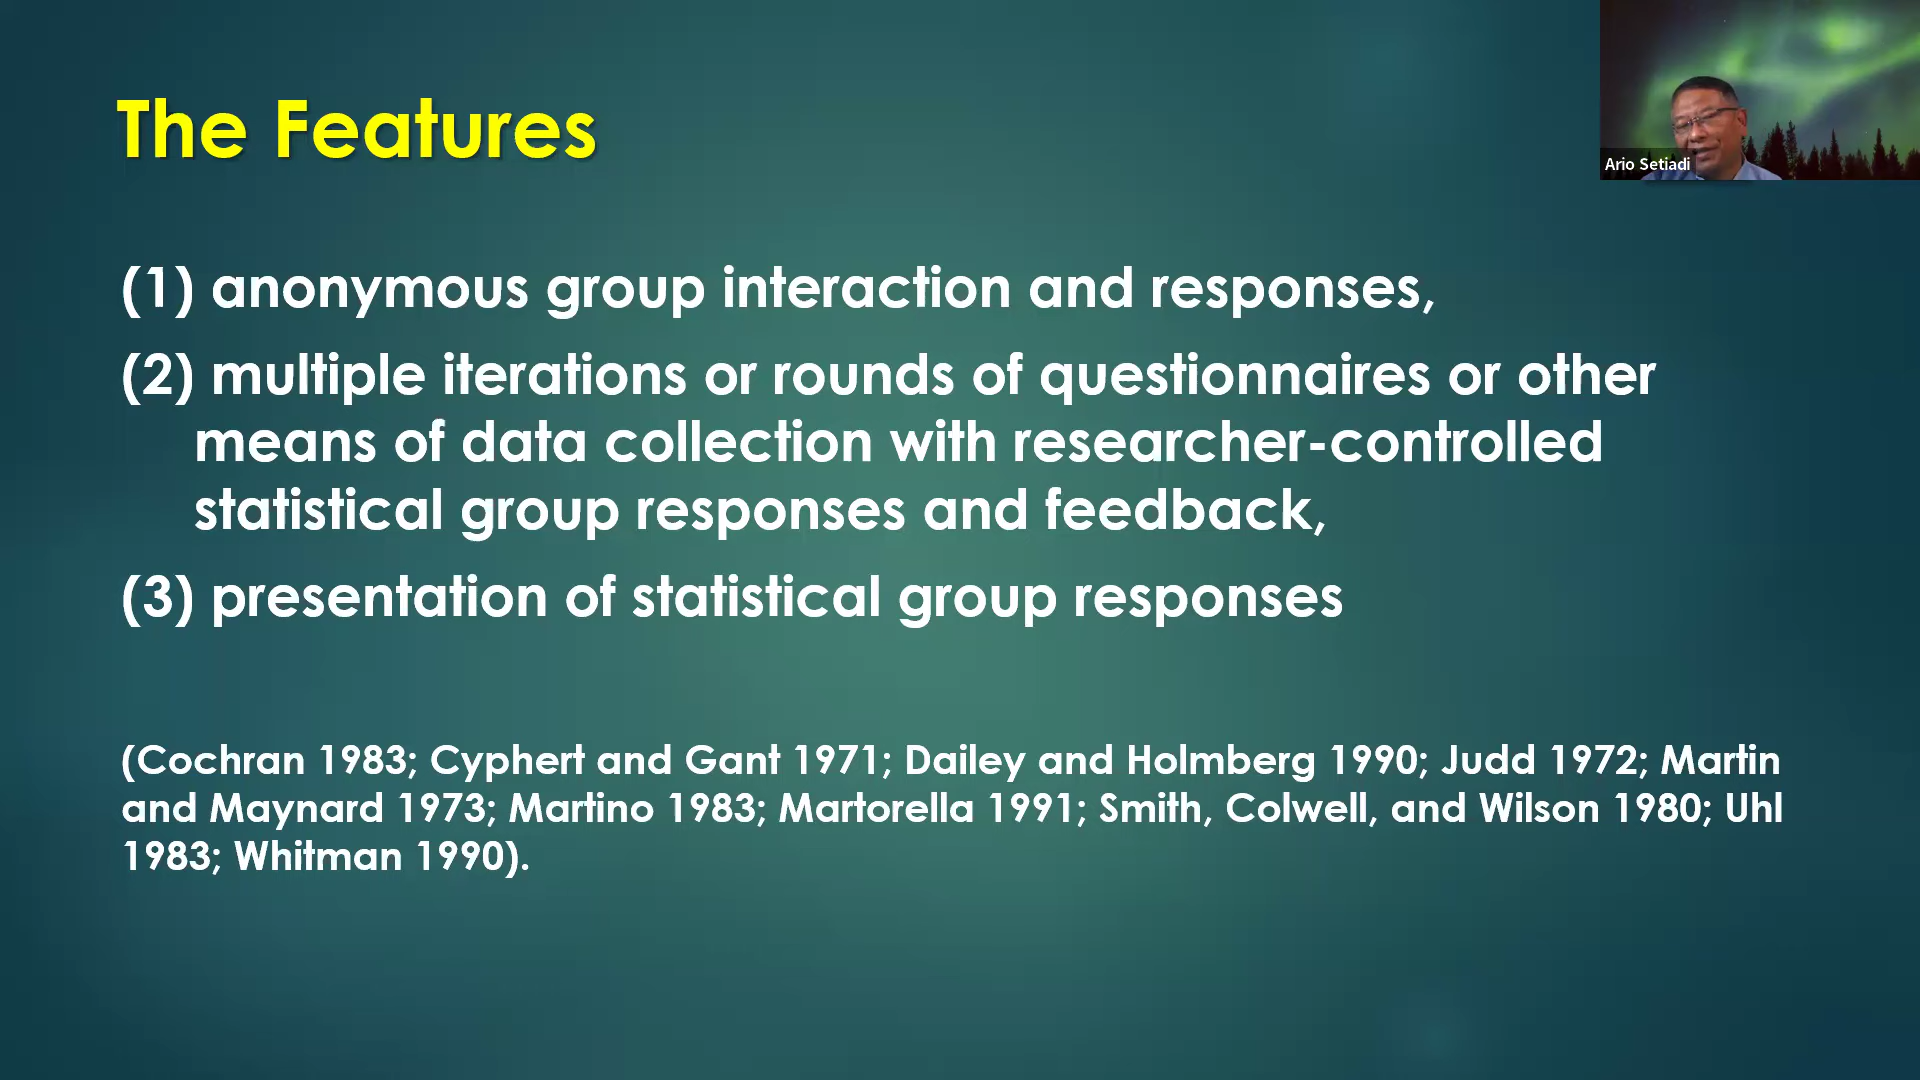 The Features
Ario Setiadi
(1) anonymous group interaction and responses,
(2) multiple iterations or rounds of questionnaires or other
means of data collection with researcher-controlled
statistical group responses and feedback,
(3) presentation of statistical group responses
(Cochran 1983; Cyphert and Gant 1971; Dailey and Holmberg 1990; Judd 1972; Martin
and Maynard 1973; Martino 1983; Martorella 1991; Smith, Colwell, and Wilson 1980; Uhl
1983; Whitman 1990).